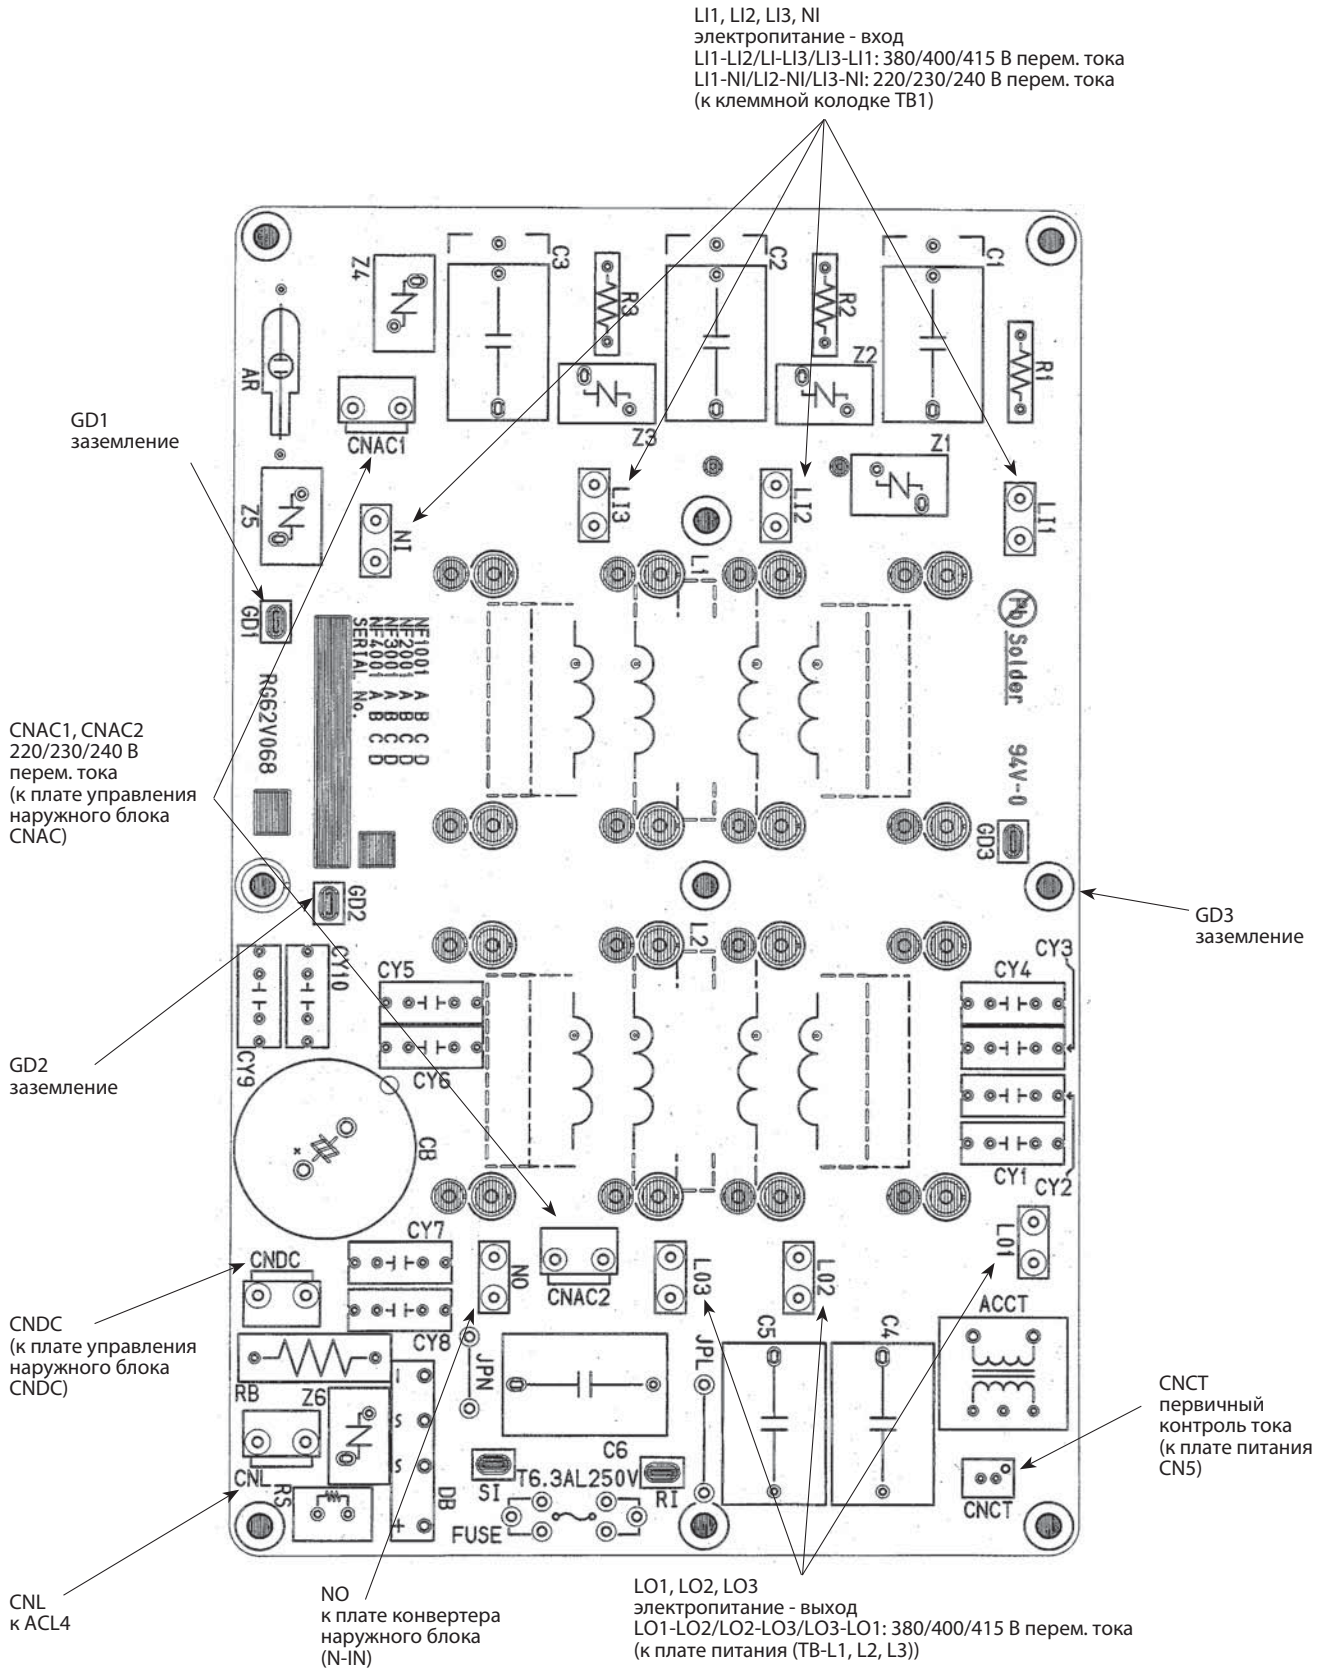 LI1, LI2, LI3, NI
электропитание - вход
LI1-LI2/LI-LI3/LI3-LI1: 380/400/415 В перем. тока
LI1-NI/LI2-NI/LI3-NI: 220/230/240 В перем. тока
(к клеммной колодке TB1)
Z4
C3
R3
C2
R2
C1
R1
AR
CNAC1
Z3
Z2
Z1
GD1
заземление
Z5
NI
LI3
LI2
LI1
L1
GD1
Pb Solder
NF1001 A B C D
NF2001 A B C D
NF3001 A B C D
NF4001 A B C D
SERIAL No.
RG62V068
94V-0
CNAC1, CNAC2
220/230/240 В
перем. тока
(к плате управления
наружного блока
CNAC)
GD3
GD2
GD3
заземление
L2
CY10
CY9
CY5
CY6
CY4
CY3
CY1
CY2
GD2
заземление
CB
CY7
CY8
CNDC
NO
CNAC2
LO3
LO2
LO1
ACCT
CNDC
(к плате управления
наружного блока
CNDC)
RB
Z6
JPN
JPL
C5
C4
C6
CNL
RS
DB
SI
T6.3AL250V
RI
FUSE
CNCT
CNCT
первичный
контроль тока
(к плате питания
CN5)
CNL
к ACL4
NO
к плате конвертера
наружного блока
(N-IN)
LO1, LO2, LO3
электропитание - выход
LO1-LO2/LO2-LO3/LO3-LO1: 380/400/415 В перем. тока
(к плате питания (TB-L1, L2, L3))